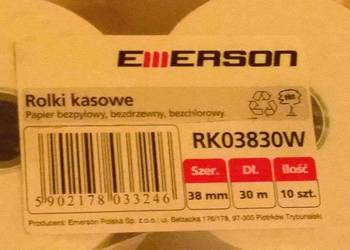 EMERSON
Rolki kasowe
Papier bezpyłowy, bezdrzewny, bezchlorowy
RK03830W
Szer. Dł. Ilość
38 mm 30 m 10 szt.
5 902178 033246
Producent: Emerson Polska Sp. z o.o., ul. Belzacka 176/178, 97-300 Piotrków Trybunalski